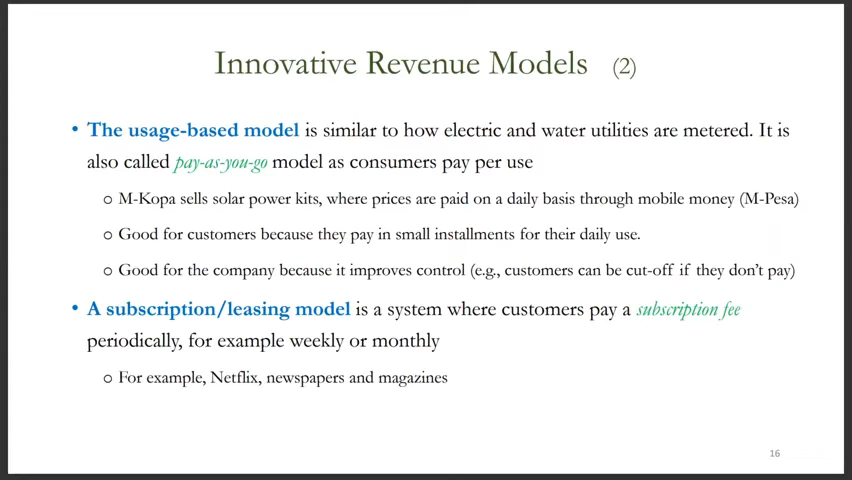 Innovative Revenue Models (2)
• The usage-based model is similar to how electric and water utilities are metered. It is
also called pay-as-you-go model as consumers pay per use
o M-Kopa sells solar power kits, where prices are paid on a daily basis through mobile money (M-Pesa)
o Good for customers because they pay in small installments for their daily use.
o Good for the company because it improves control (e.g., customers can be cut-off if they don't pay)
• A subscription/leasing model is a system where customers pay a subscription fee
periodically, for example weekly or monthly
o For example, Netflix, newspapers and magazines
16